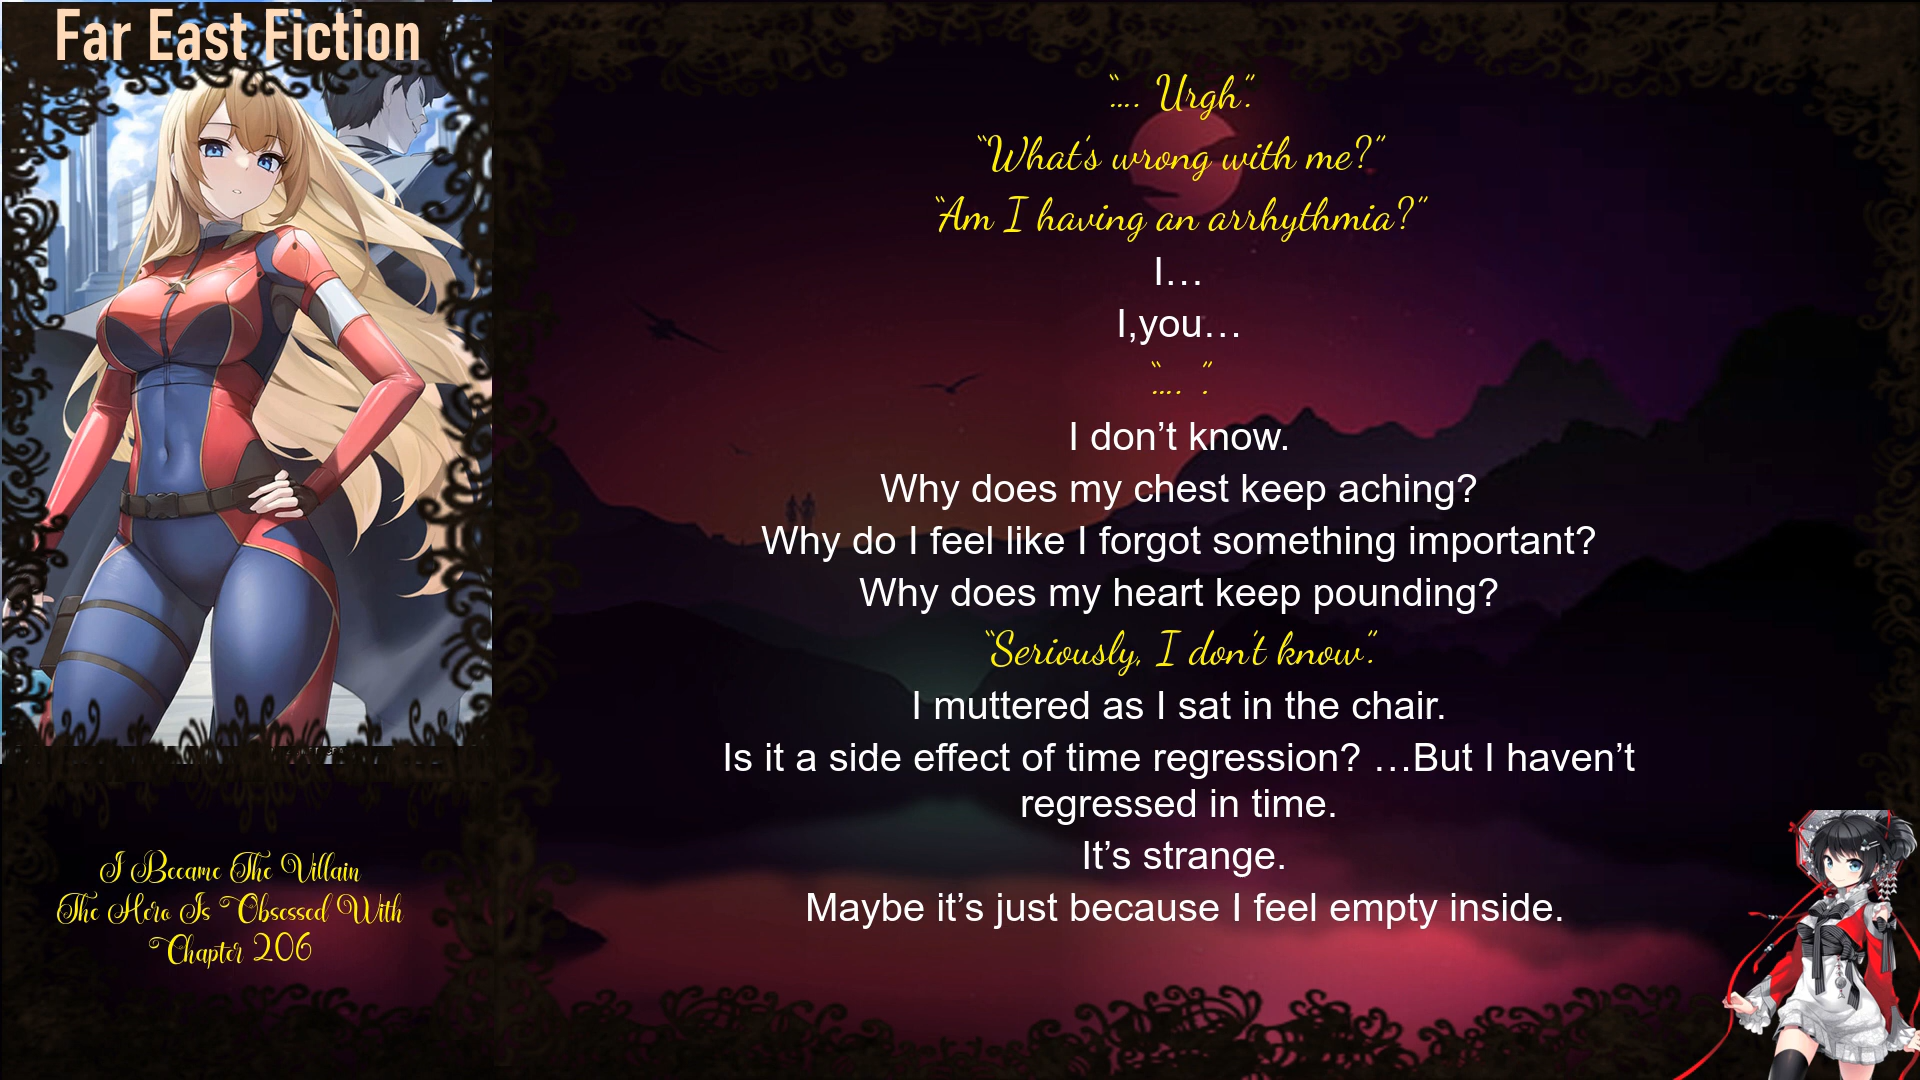 Far East Fiction
"…. Urgh."
"What's wrong with me?"
"Am I having an arrhythmia?"
I…
I,you…
"…. ."
I don't know.
Why does my chest keep aching?
Why do I feel like I forgot something important?
Why does my heart keep pounding?
"Seriously, I don't know."
I muttered as I sat in the chair.
Is it a side effect of time regression? …But I haven't
regressed in time.
It's strange.
Maybe it's just because I feel empty inside.
I Became The Villain
The Hero Is Obsessed With
Chapter 206